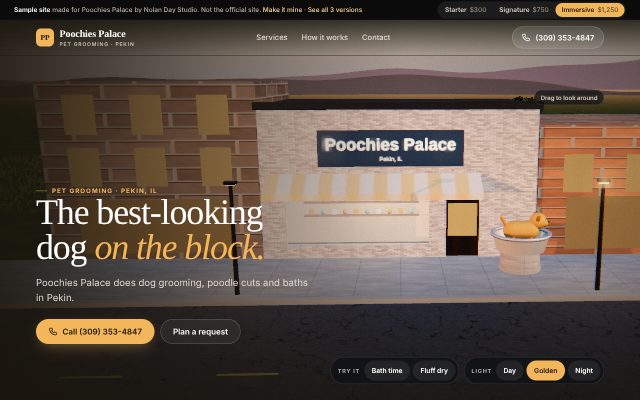 Sample site made for Poochies Palace by Nolan Day Studio. Not the official site. Make it mine · See all 3 versions
Starter $300 Signature $750 Immersive $1,250
PP Poochies Palace
PET GROOMING · PEKIN
Services How it works Contact
(309) 353-4847
Drag to look around
Poochies Palace
Pekin, IL
PET GROOMING · PEKIN, IL
The best-looking
dog on the block.
Poochies Palace does dog grooming, poodle cuts and baths
in Pekin.
Call (309) 353-4847 Plan a request
TRY IT Bath time Fluff dry LIGHT Day Golden Night